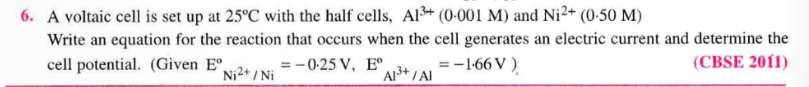 6. A voltaic cell is set up at 25°C with the half cells, Al³⁺ (0·001 M) and Ni²⁺ (0·50 M)
Write an equation for the reaction that occurs when the cell generates an electric current and determine the
cell potential. (Given E°Ni²⁺ / Ni = – 0·25 V, E°Al³⁺ / Al = –1·66 V ) (CBSE 2011)